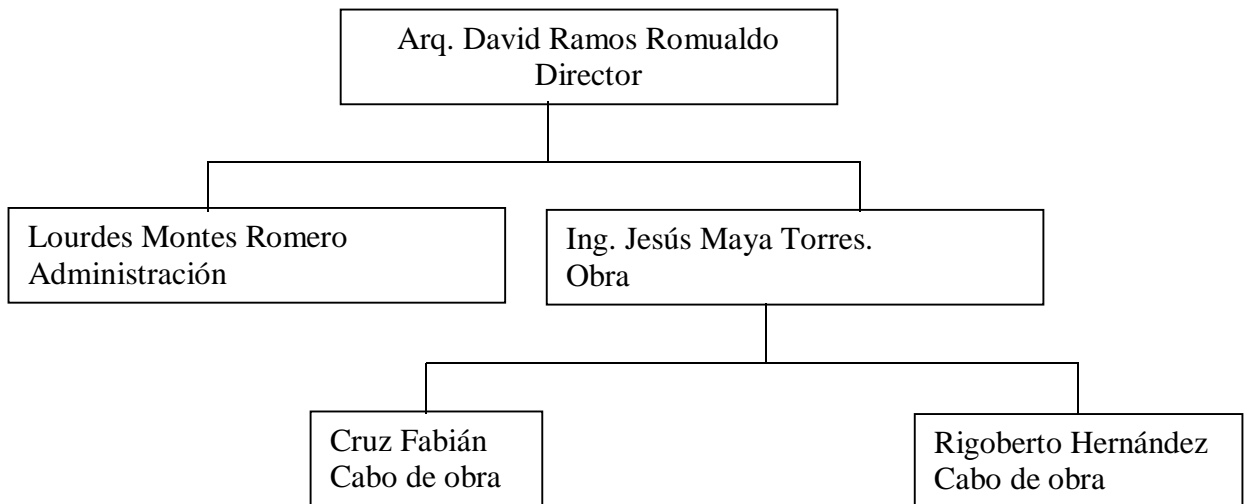 Arq. David Ramos Romualdo
Director
Lourdes Montes Romero
Administración
Ing. Jesús Maya Torres.
Obra
Cruz Fabián
Cabo de obra
Rigoberto Hernández
Cabo de obra